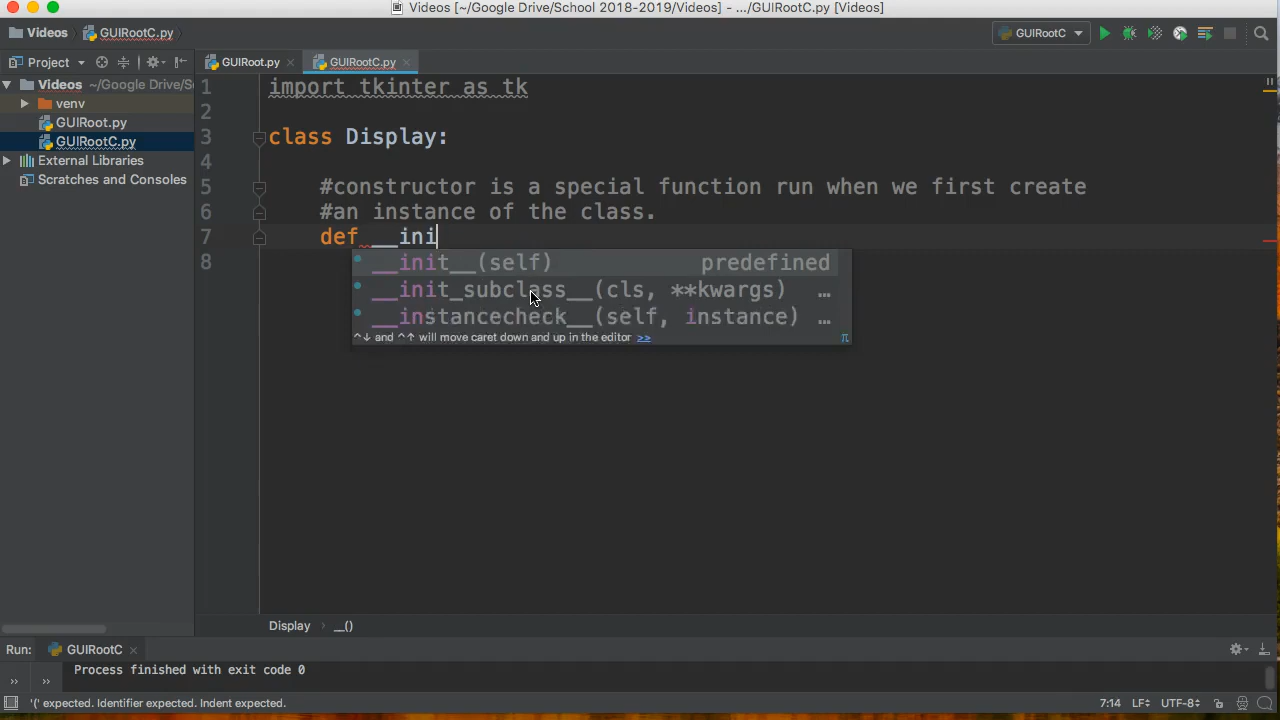 Videos [~/Google Drive/School 2018-2019/Videos] - .../GUIRootC.py [Videos]
Videos GUIRootC.py GUIRootC
Project GUIRoot.py GUIRootC.py
Videos ~/Google Drive/S
venv
GUIRoot.py
GUIRootC.py
External Libraries
Scratches and Consoles
1 import tkinter as tk
2
3 class Display:
4
5 #constructor is a special function run when we first create
6 #an instance of the class.
7 def __ini
8
__init__(self) predefined
__init_subclass__(cls, **kwargs) …
__instancecheck__(self, instance) …
^↓ and ^↑ will move caret down and up in the editor >> π
Display › __()
Run: GUIRootC
>> >> Process finished with exit code 0
'(' expected. Identifier expected. Indent expected. 7:14 LF÷ UTF-8÷